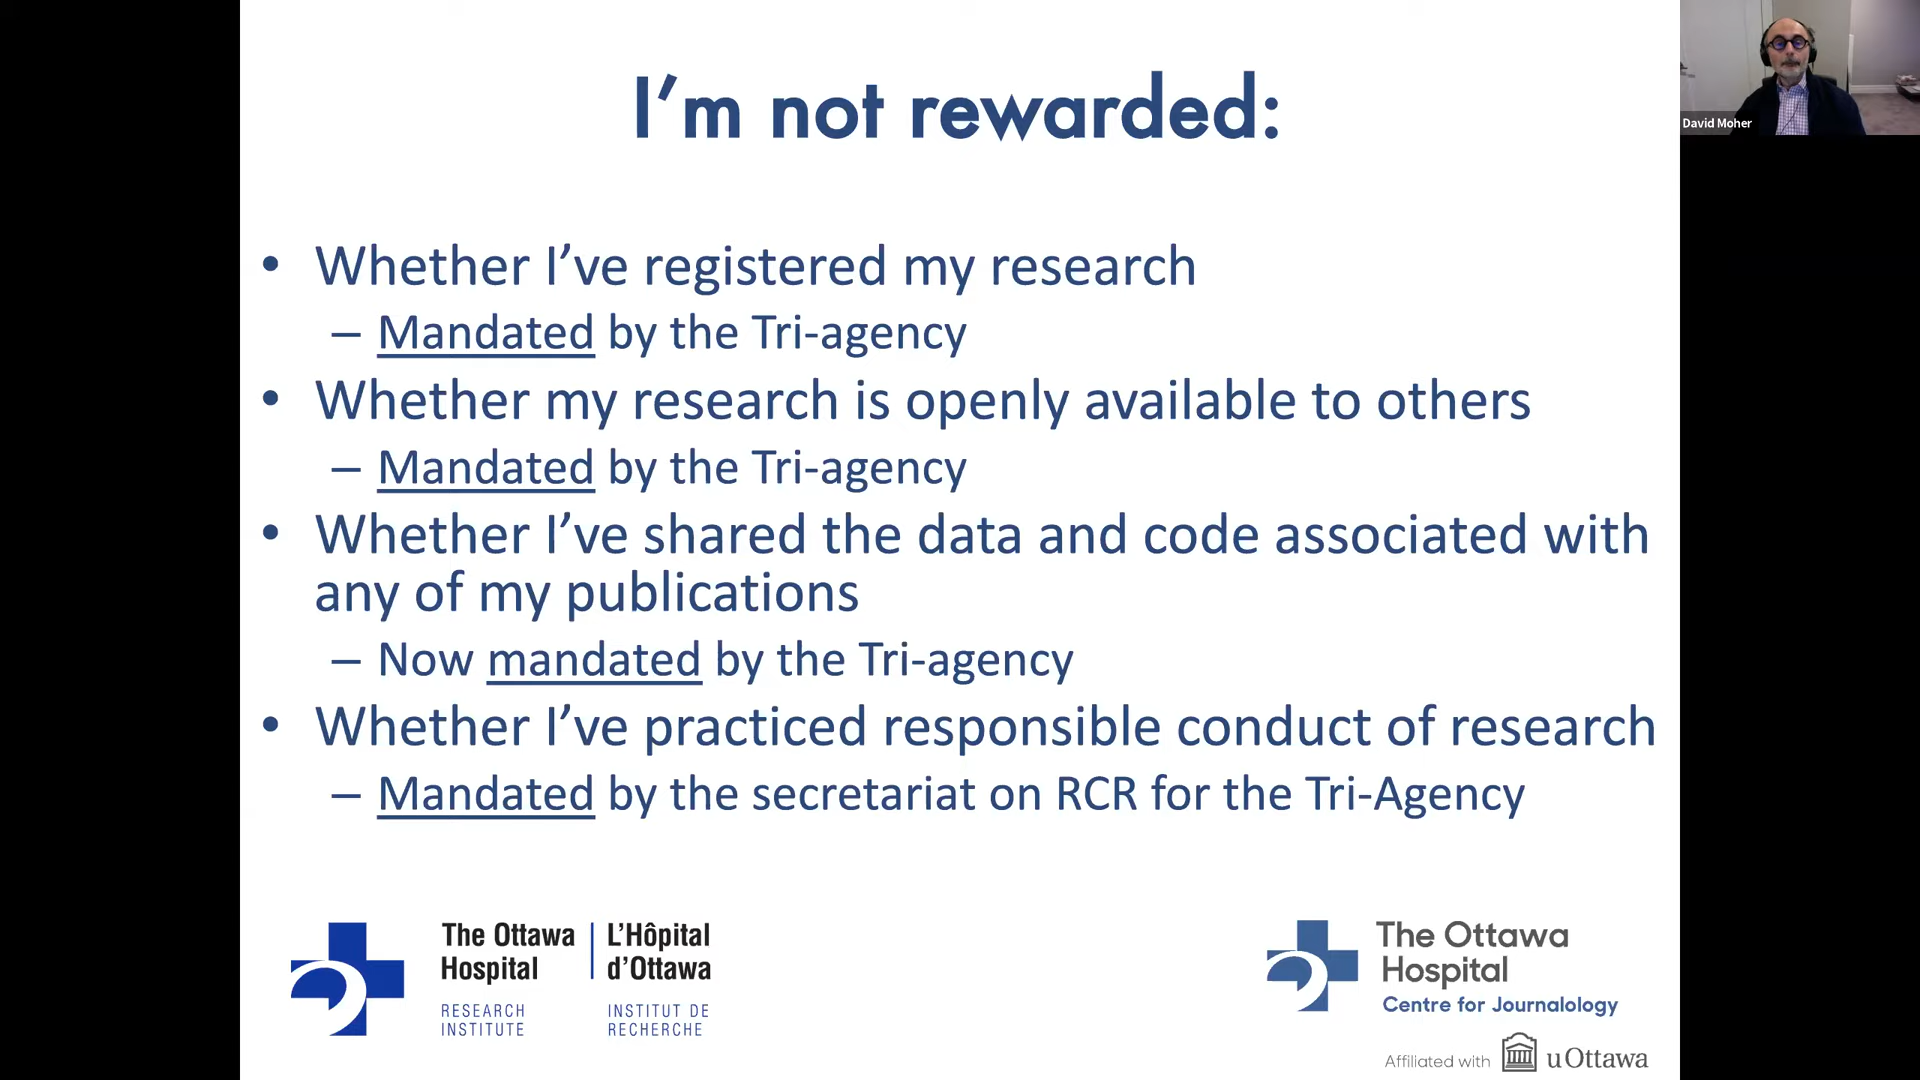 I'm not rewarded:
David Moher
• Whether I've registered my research
– Mandated by the Tri-agency
• Whether my research is openly available to others
– Mandated by the Tri-agency
• Whether I've shared the data and code associated with
any of my publications
– Now mandated by the Tri-agency
• Whether I've practiced responsible conduct of research
– Mandated by the secretariat on RCR for the Tri-Agency
The Ottawa
Hospital
RESEARCH
INSTITUTE
L'Hôpital
d'Ottawa
INSTITUT DE
RECHERCHE
The Ottawa
Hospital
Centre for Journalology
Affiliated with uOttawa